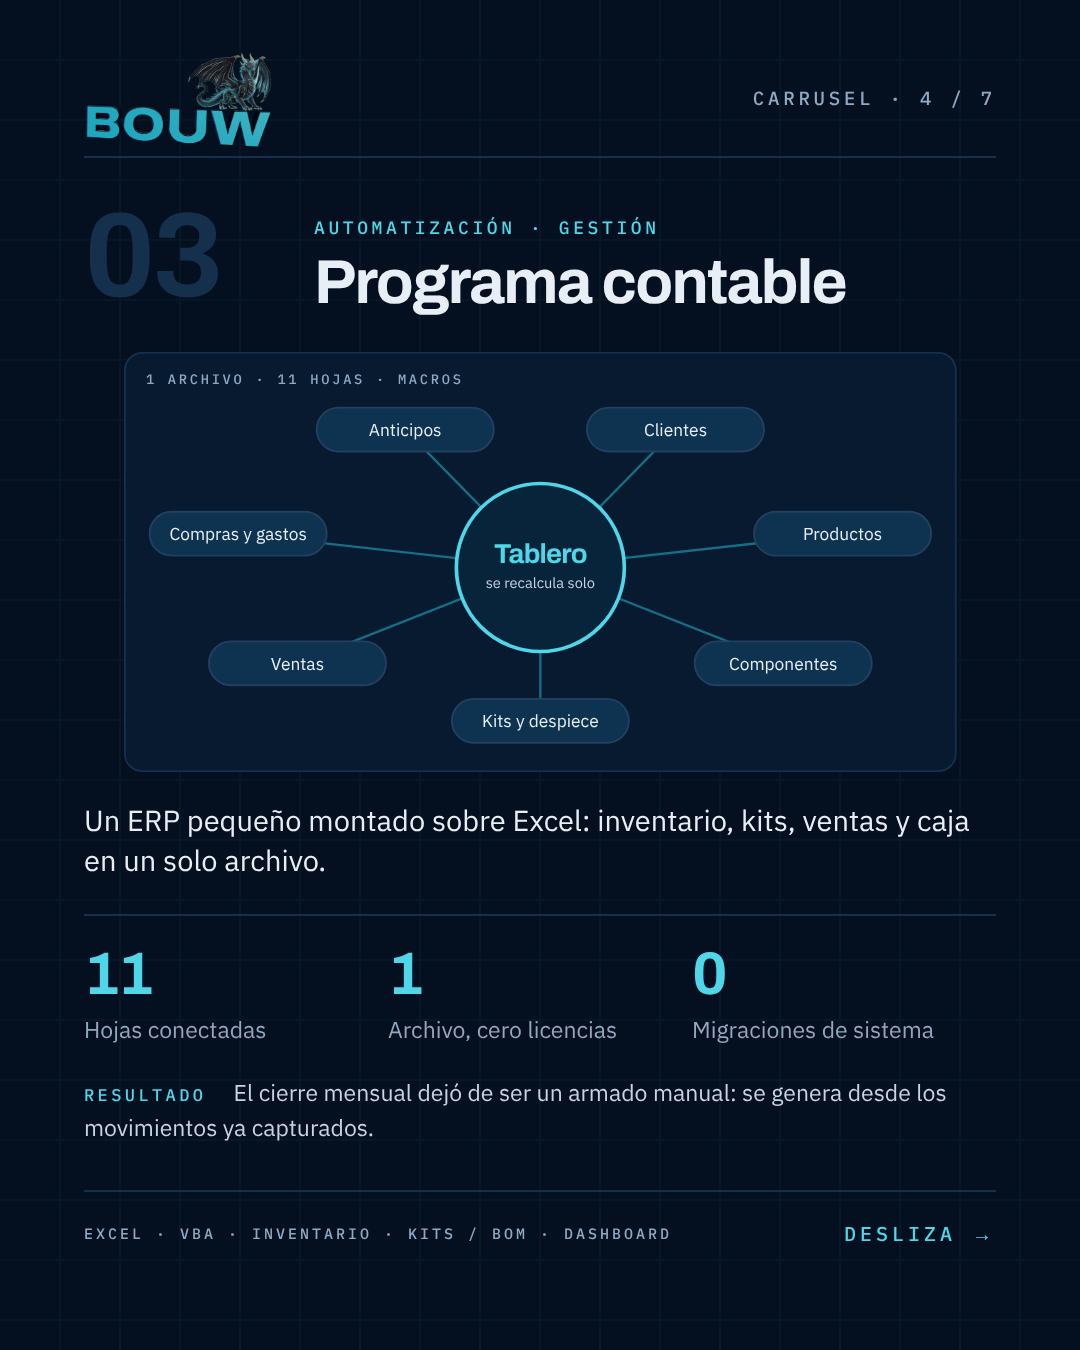 BOUW
CARRUSEL · 4 / 7
03
AUTOMATIZACIÓN · GESTIÓN
Programa contable
1 ARCHIVO · 11 HOJAS · MACROS
Anticipos
Clientes
Compras y gastos
Productos
Tablero
se recalcula solo
Ventas
Componentes
Kits y despiece
Un ERP pequeño montado sobre Excel: inventario, kits, ventas y caja
en un solo archivo.
11
Hojas conectadas
1
Archivo, cero licencias
0
Migraciones de sistema
RESULTADO El cierre mensual dejó de ser un armado manual: se genera desde los
movimientos ya capturados.
EXCEL · VBA · INVENTARIO · KITS / BOM · DASHBOARD
DESLIZA →